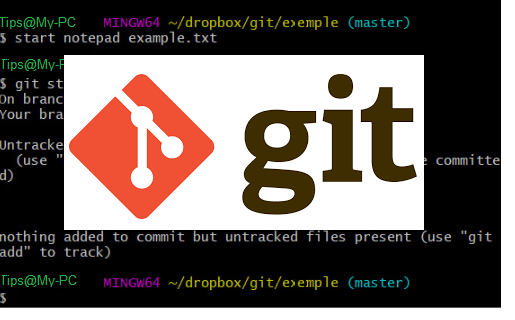 Tips@My-PC MINGW64 ~/dropbox/git/exemple (master)
$ start notepad example.txt
Tips@My-P
$ git st
On branc
Your bra
git
Untracke
(use " e committe
d)
nothing added to commit but untracked files present (use "git
add" to track)
Tips@My-PC MINGW64 ~/dropbox/git/exemple (master)
$